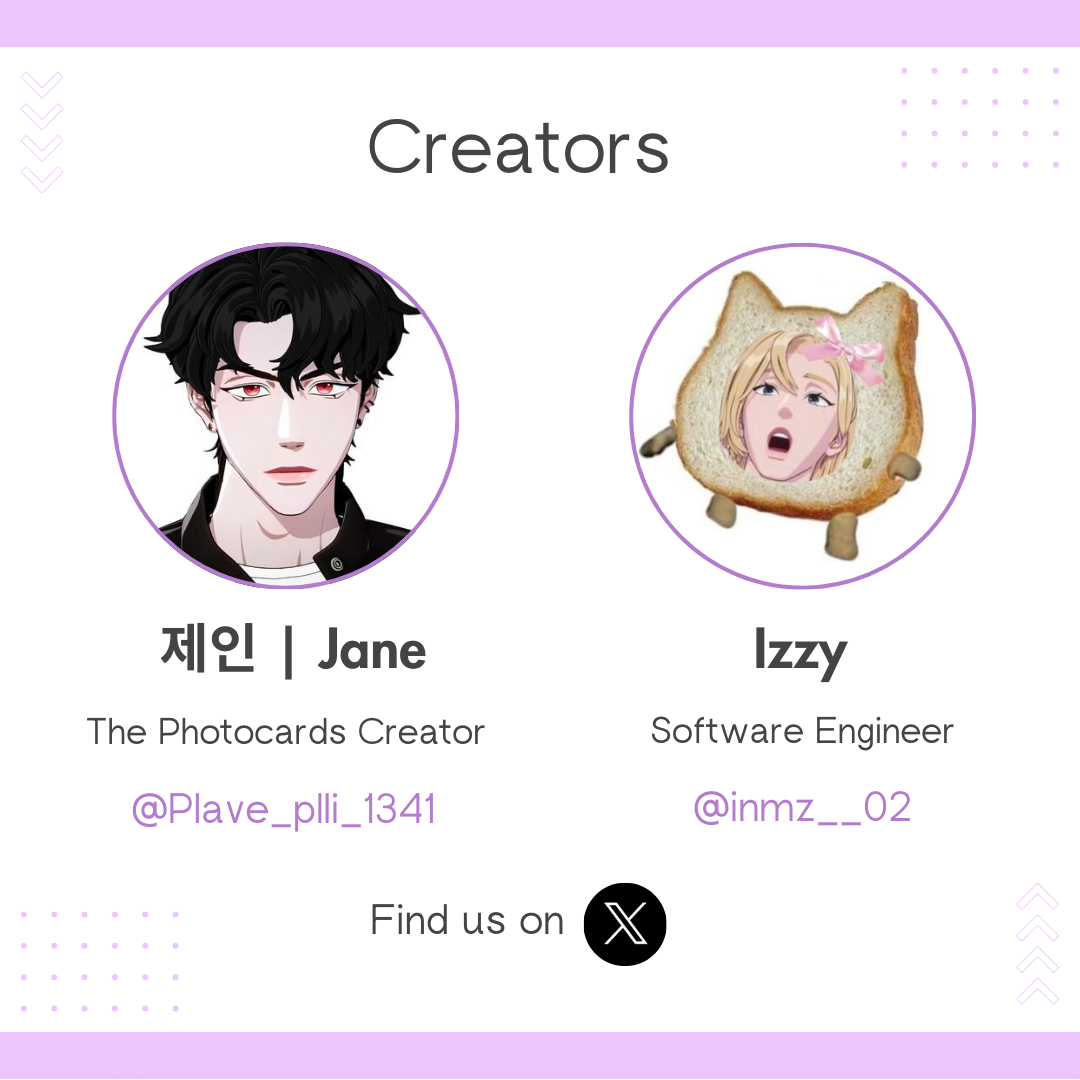 Creators
제인 | Jane
Izzy
The Photocards Creator
Software Engineer
@Plave_plli_1341
@inmz__02
Find us on